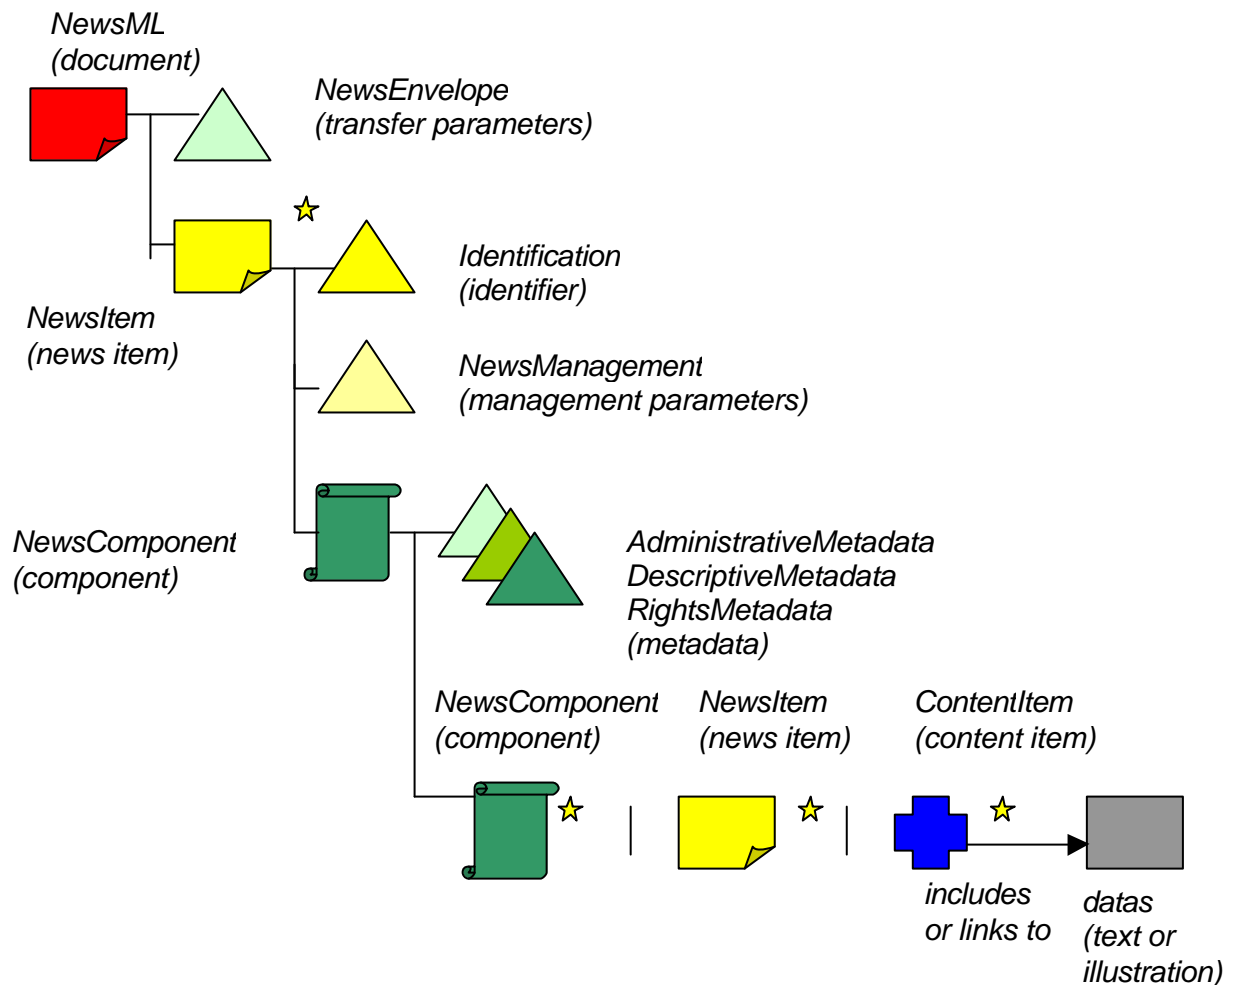 NewsML
(document)
NewsEnvelope
(transfer parameters)
Identification
(identifier)
NewsItem
(news item)
NewsManagement
(management parameters)
NewsComponent
(component)
AdministrativeMetadata
DescriptiveMetadata
RightsMetadata
(metadata)
NewsComponent
(component)
NewsItem
(news item)
ContentItem
(content item)
includes
or links to
datas
(text or
illustration)